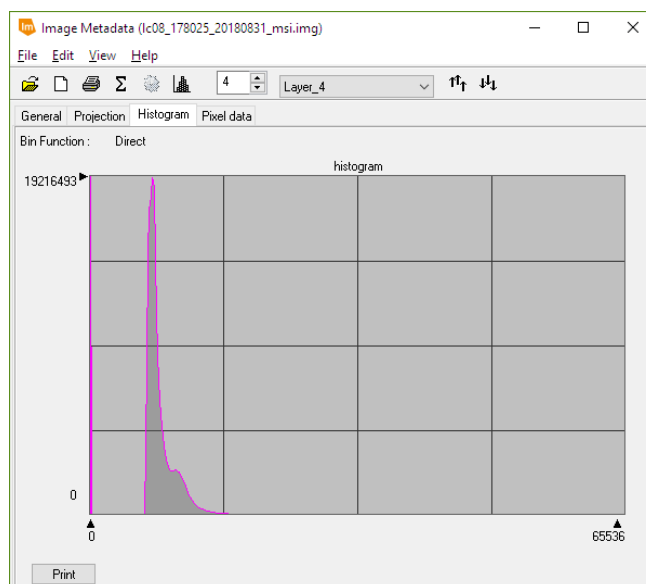 Im Image Metadata (lc08_178025_20180831_msi.img)
File Edit View Help
Σ 4 Layer_4
General Projection Histogram Pixel data
Bin Function : Direct
histogram
19216493
0
0 65536
Print